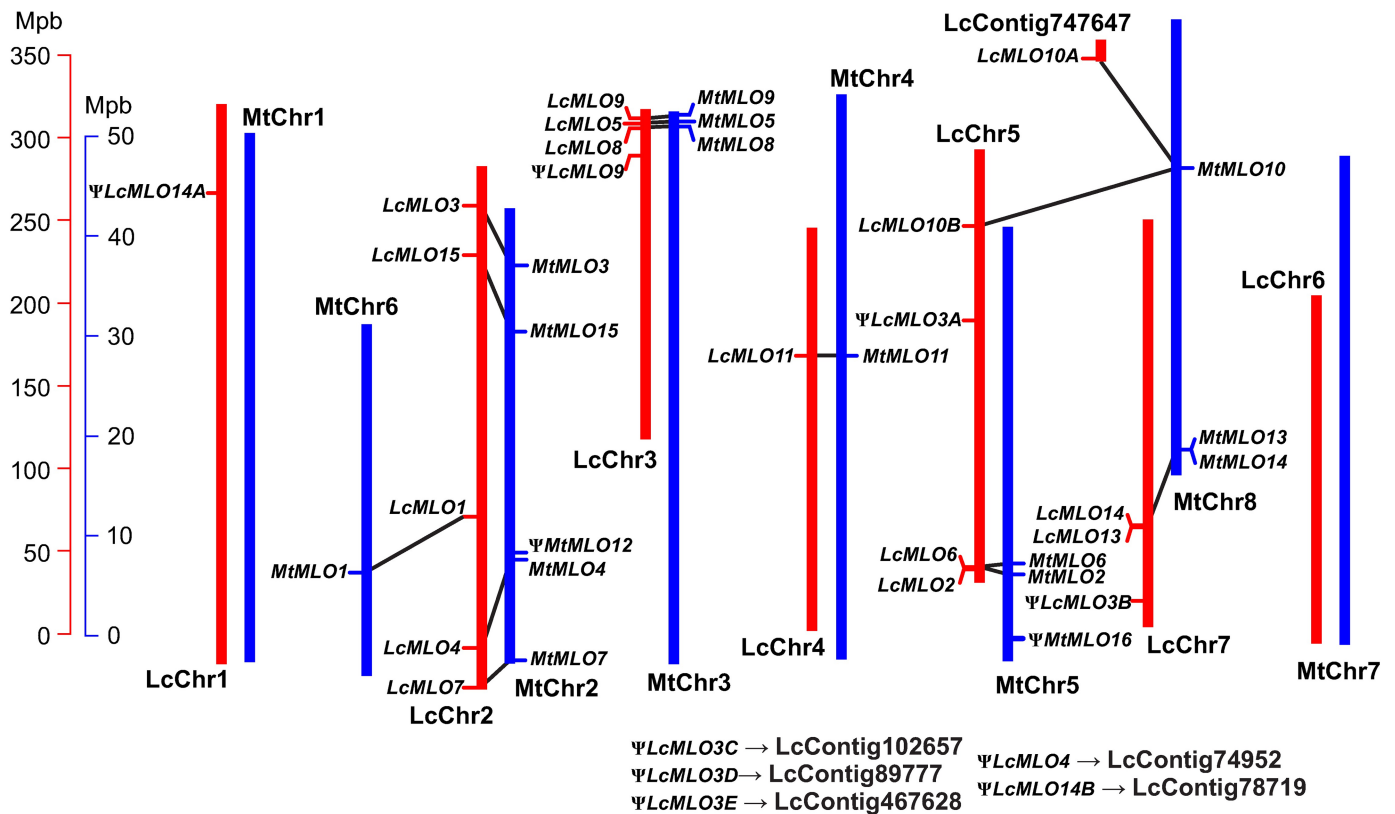 Mpb
350
300
250
200
150
100
50
0
Mpb
50
40
30
20
10
0
ΨLcMLO14A
LcChr1
MtChr1
MtChr6
MtMLO1
LcMLO3
LcMLO15
LcMLO1
LcMLO4
LcMLO7
LcChr2
MtMLO3
MtMLO15
ΨMtMLO12
MtMLO4
MtMLO7
MtChr2
LcMLO9
LcMLO5
LcMLO8
ΨLcMLO9
LcChr3
MtMLO9
MtMLO5
MtMLO8
MtChr3
MtChr4
LcMLO11
MtMLO11
LcChr4
LcContig747647
LcMLO10A
LcChr5
LcMLO10B
ΨLcMLO3A
LcMLO6
LcMLO2
MtMLO6
MtMLO2
ΨMtMLO16
MtChr5
MtMLO10
MtMLO13
MtMLO14
MtChr8
LcMLO14
LcMLO13
ΨLcMLO3B
LcChr7
LcChr6
MtChr7
ΨLcMLO3C → LcContig102657
ΨLcMLO3D → LcContig89777
ΨLcMLO3E → LcContig467628
ΨLcMLO4 → LcContig74952
ΨLcMLO14B → LcContig78719